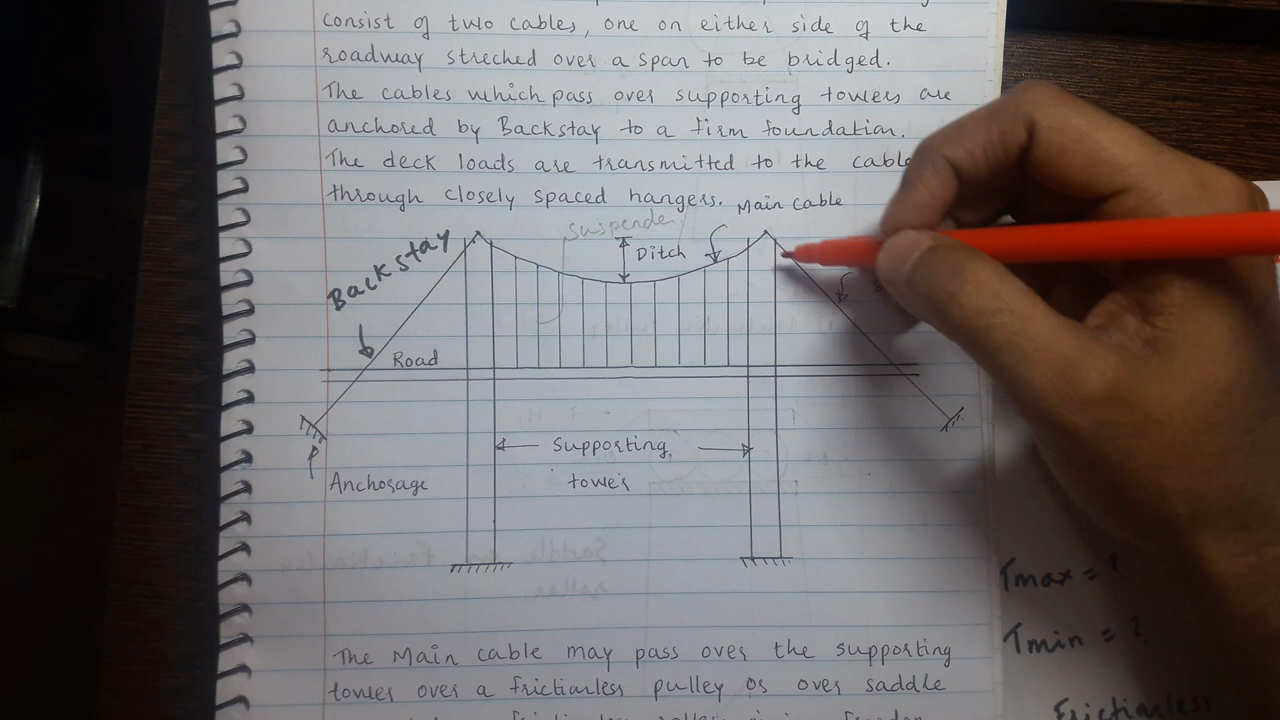 consist of two cables, one on either side of the
roadway streched over a span to be bridged.
The cables which pass over supporting towers are
anchored by Backstay to a firm foundation.
The deck loads are transmitted to the cable
through closely spaced hangers. Main cable
suspender
Ditch
Backstay
Road
Supporting
tower
Anchorage
Tmax = ?
Tmin = ?
The Main cable may pass over the supporting
tower over a frictionless pulley or over saddle
Frictionless